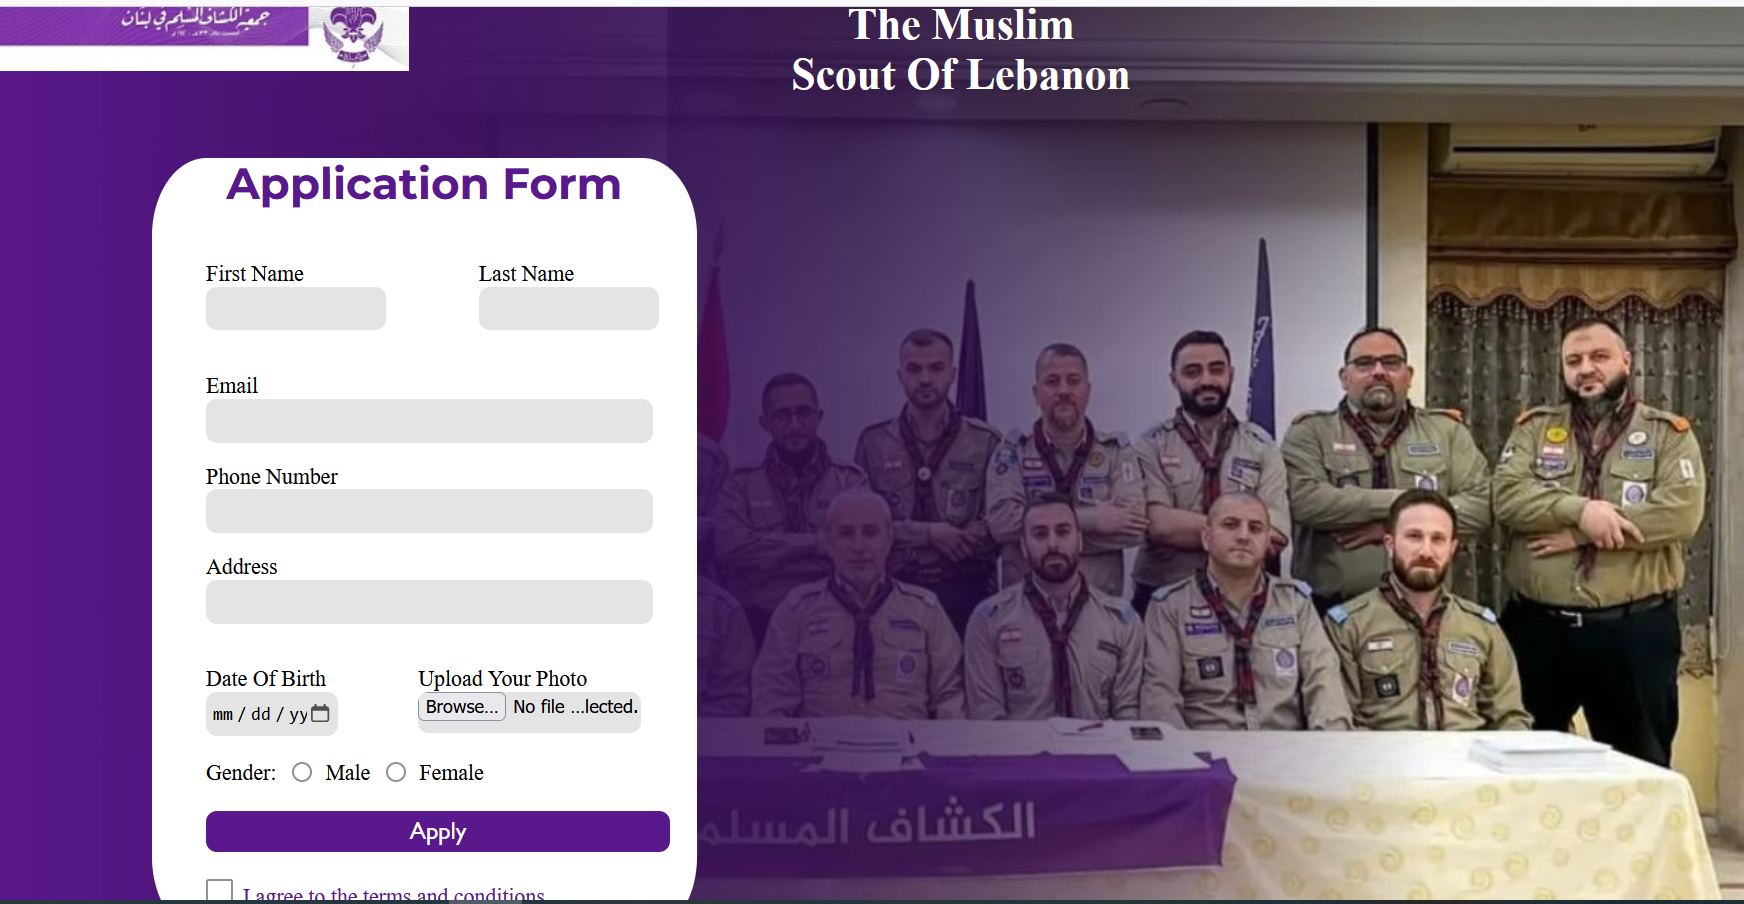 جمعية الكشاف المسلم في لبنان
The Muslim
Scout Of Lebanon
Application Form
First Name
Last Name
Email
Phone Number
Address
Date Of Birth
Upload Your Photo
mm / dd / yy
Browse...
No file ...lected.
Gender:
Male
Female
Apply
I agree to the terms and conditions
الكشاف المسلم